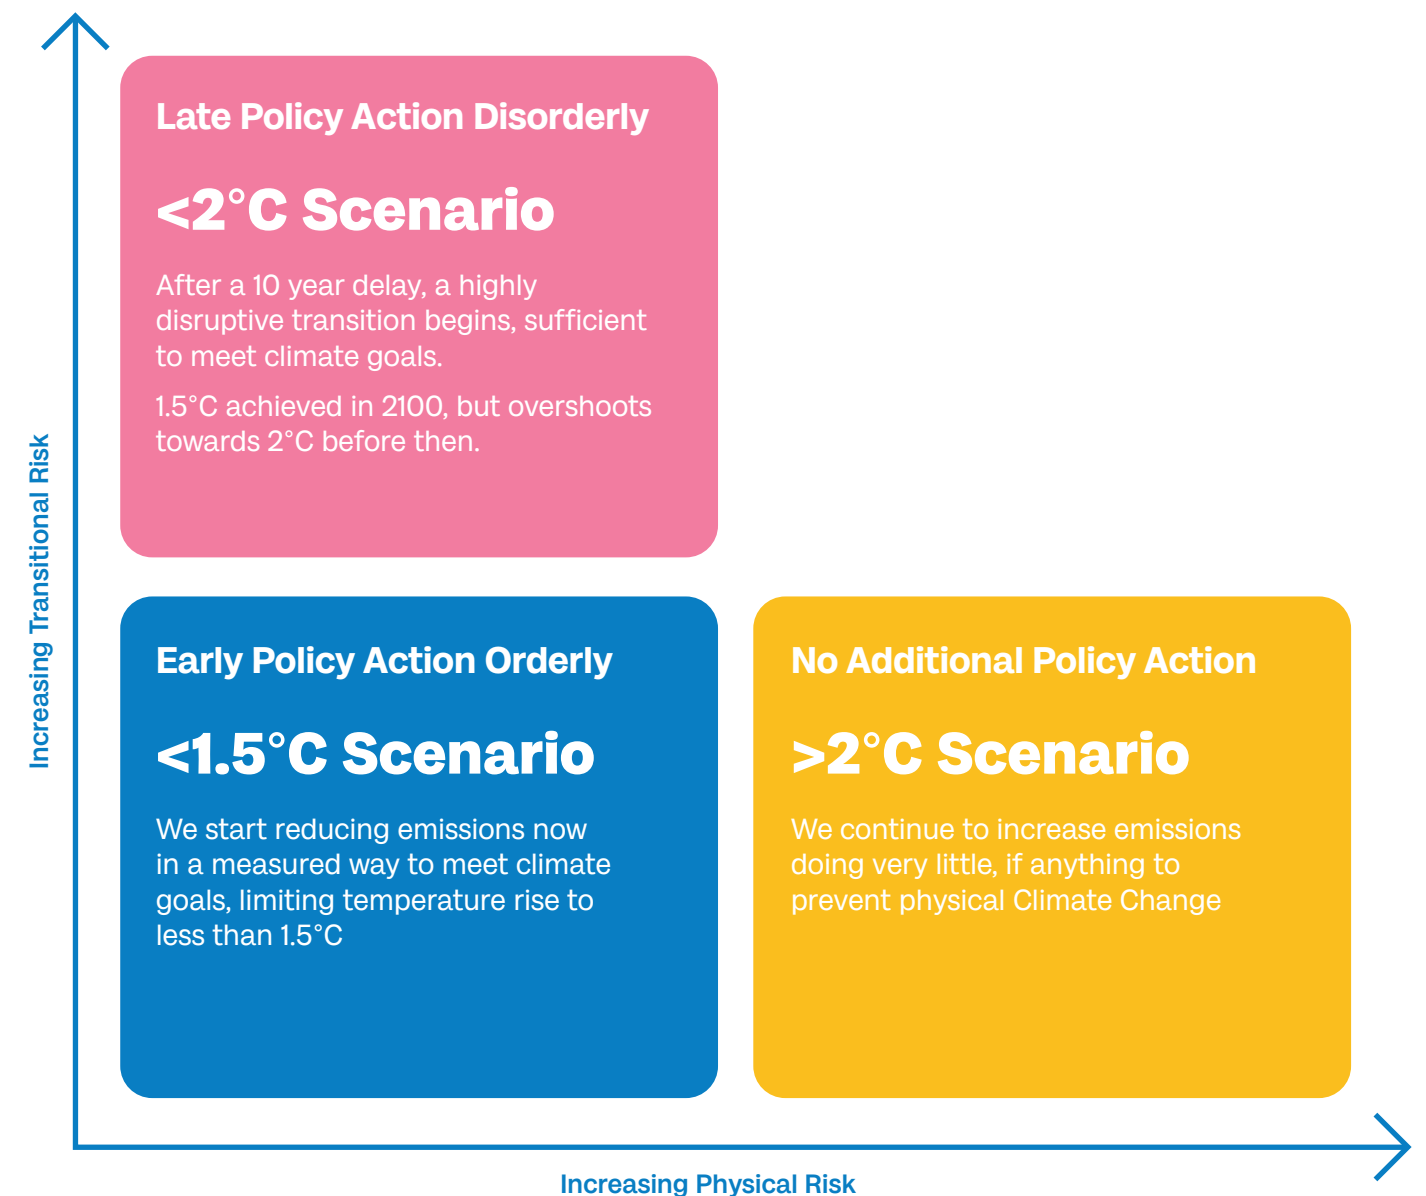 Increasing Transitional Risk
Late Policy Action Disorderly
<2°C Scenario
After a 10 year delay, a highly
disruptive transition begins, sufficient
to meet climate goals.
1.5°C achieved in 2100, but overshoots
towards 2°C before then.
Early Policy Action Orderly
<1.5°C Scenario
We start reducing emissions now
in a measured way to meet climate
goals, limiting temperature rise to
less than 1.5°C
No Additional Policy Action
>2°C Scenario
We continue to increase emissions
doing very little, if anything to
prevent physical Climate Change
Increasing Physical Risk